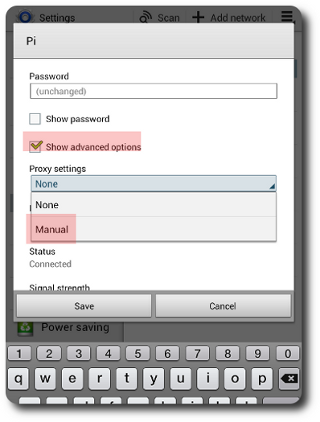 Settings
Scan
Add network
Pi
Password
(unchanged)
Show password
Show advanced options
Proxy settings
None
None
Manual
Status
Connected
Signal strength
Save
Cancel
Power saving
1 2 3 4 5 6 7 8 9 0
q w e r t y u i o p